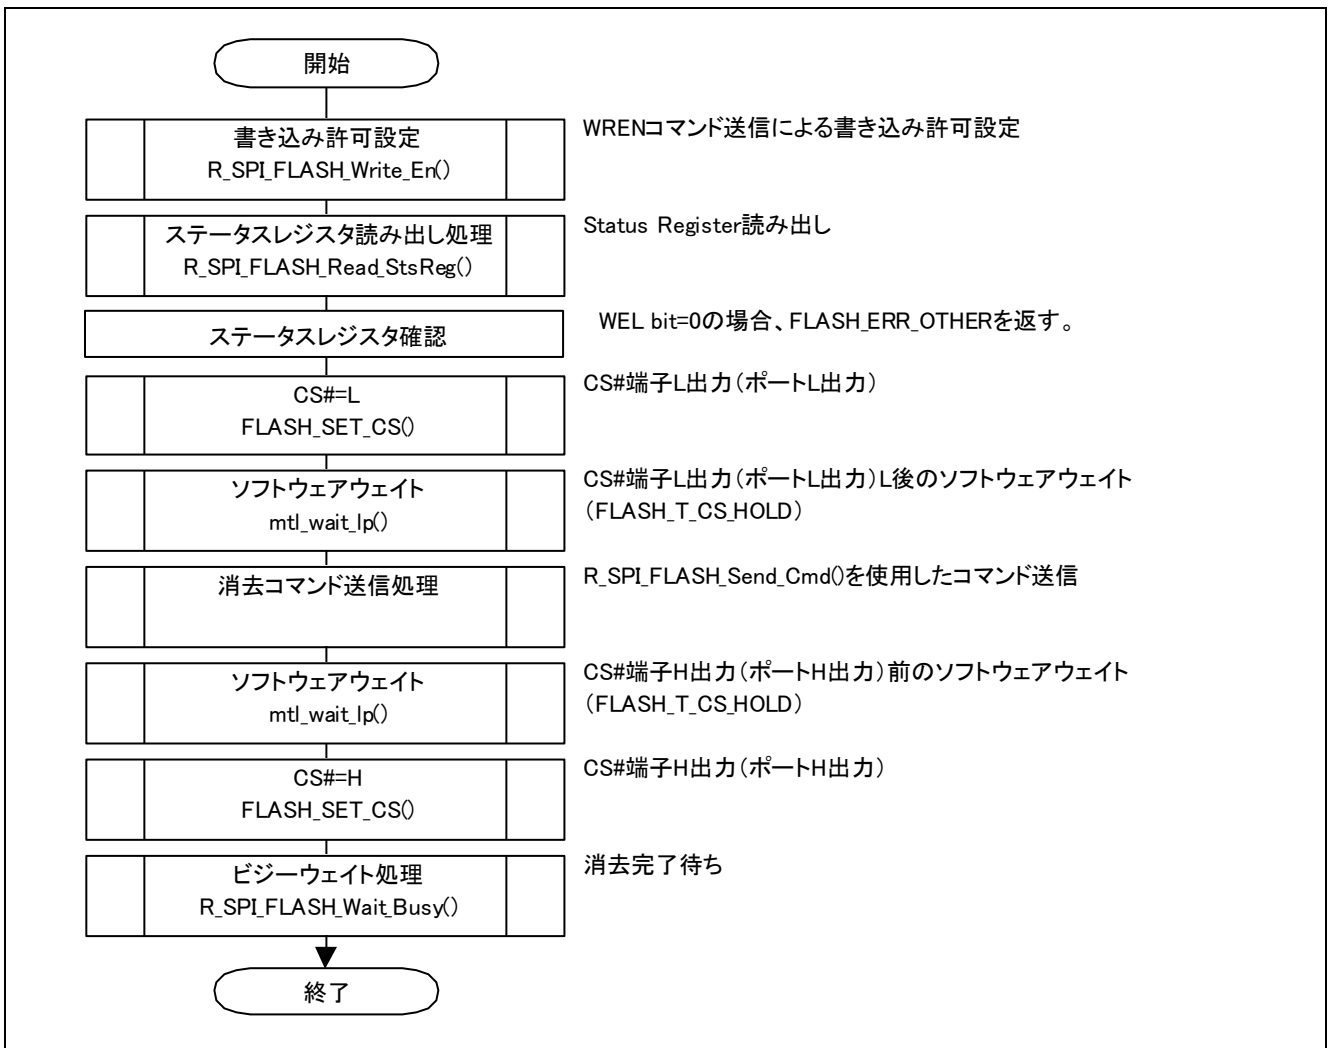 開始
書き込み許可設定
R_SPI_FLASH_Write_En()
WRENコマンド送信による書き込み許可設定
ステータスレジスタ読み出し処理
R_SPI_FLASH_Read_StsReg()
Status Register読み出し
ステータスレジスタ確認
WEL bit=0の場合、FLASH_ERR_OTHERを返す。
CS#=L
FLASH_SET_CS()
CS#端子L出力（ポートL出力）
ソフトウェアウェイト
mtl_wait_lp()
CS#端子L出力（ポートL出力）L後のソフトウェアウェイト
（FLASH_T_CS_HOLD）
消去コマンド送信処理
R_SPI_FLASH_Send_Cmd()を使用したコマンド送信
ソフトウェアウェイト
mtl_wait_lp()
CS#端子H出力（ポートH出力）前のソフトウェアウェイト
（FLASH_T_CS_HOLD）
CS#=H
FLASH_SET_CS()
CS#端子H出力（ポートH出力）
ビジーウェイト処理
R_SPI_FLASH_Wait_Busy()
消去完了待ち
終了